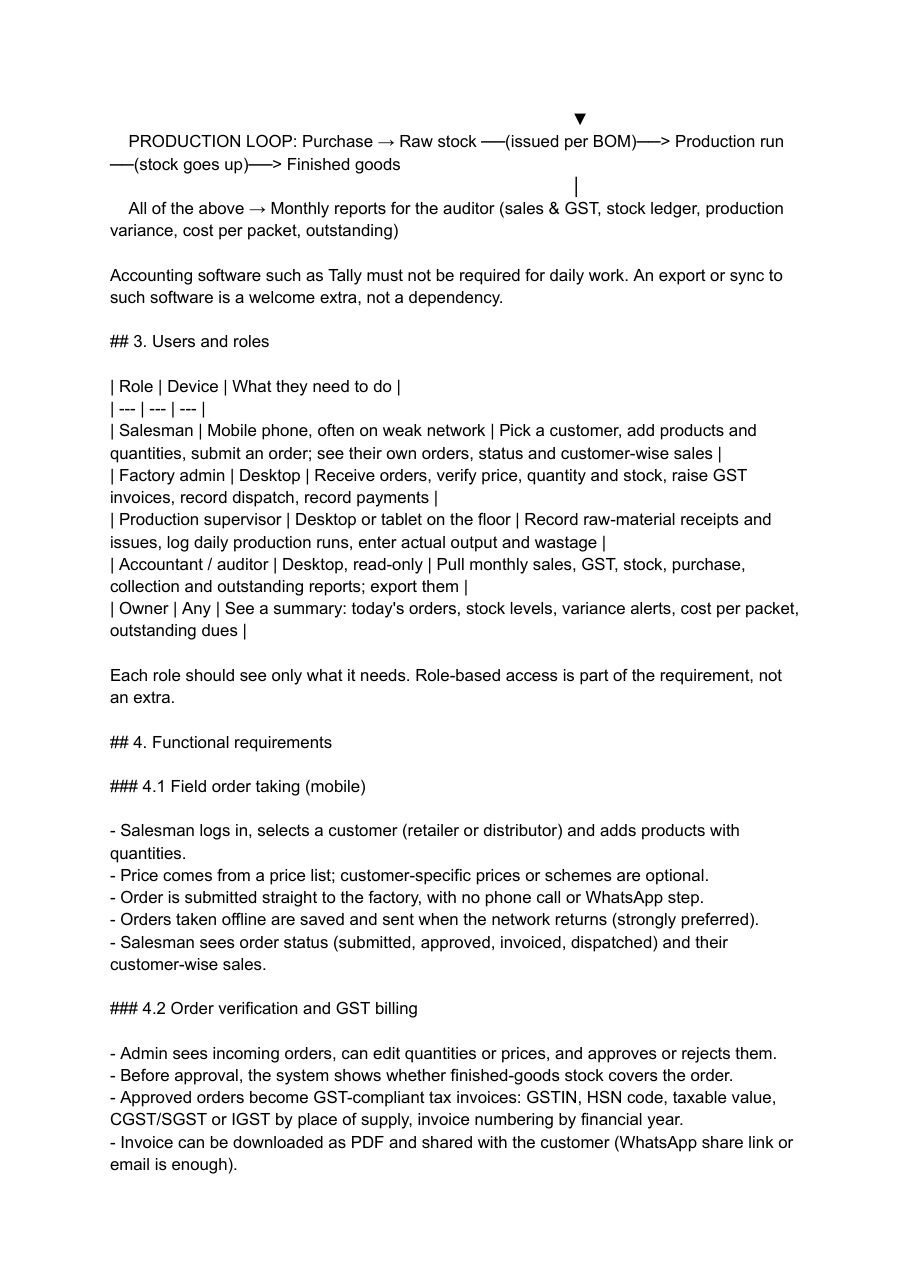 ▼
PRODUCTION LOOP: Purchase → Raw stock ──(issued per BOM)──> Production run
──(stock goes up)──> Finished goods
│
All of the above → Monthly reports for the auditor (sales & GST, stock ledger, production
variance, cost per packet, outstanding)
Accounting software such as Tally must not be required for daily work. An export or sync to
such software is a welcome extra, not a dependency.
## 3. Users and roles
| Role | Device | What they need to do |
| --- | --- | --- |
| Salesman | Mobile phone, often on weak network | Pick a customer, add products and
quantities, submit an order; see their own orders, status and customer-wise sales |
| Factory admin | Desktop | Receive orders, verify price, quantity and stock, raise GST
invoices, record dispatch, record payments |
| Production supervisor | Desktop or tablet on the floor | Record raw-material receipts and
issues, log daily production runs, enter actual output and wastage |
| Accountant / auditor | Desktop, read-only | Pull monthly sales, GST, stock, purchase,
collection and outstanding reports; export them |
| Owner | Any | See a summary: today's orders, stock levels, variance alerts, cost per packet,
outstanding dues |
Each role should see only what it needs. Role-based access is part of the requirement, not
an extra.
## 4. Functional requirements
### 4.1 Field order taking (mobile)
- Salesman logs in, selects a customer (retailer or distributor) and adds products with
quantities.
- Price comes from a price list; customer-specific prices or schemes are optional.
- Order is submitted straight to the factory, with no phone call or WhatsApp step.
- Orders taken offline are saved and sent when the network returns (strongly preferred).
- Salesman sees order status (submitted, approved, invoiced, dispatched) and their
customer-wise sales.
### 4.2 Order verification and GST billing
- Admin sees incoming orders, can edit quantities or prices, and approves or rejects them.
- Before approval, the system shows whether finished-goods stock covers the order.
- Approved orders become GST-compliant tax invoices: GSTIN, HSN code, taxable value,
CGST/SGST or IGST by place of supply, invoice numbering by financial year.
- Invoice can be downloaded as PDF and shared with the customer (WhatsApp share link or
email is enough).